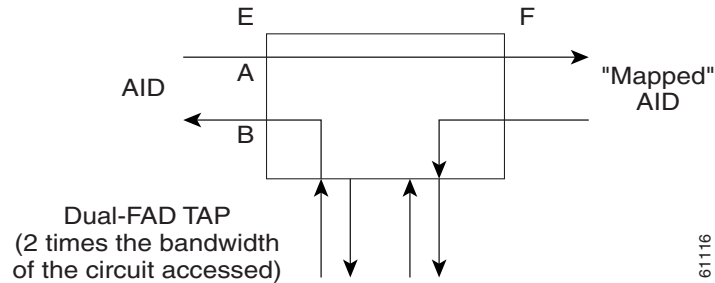 E
F
A
AID
"Mapped"
AID
B
Dual-FAD TAP
(2 times the bandwidth
of the circuit accessed)
61116